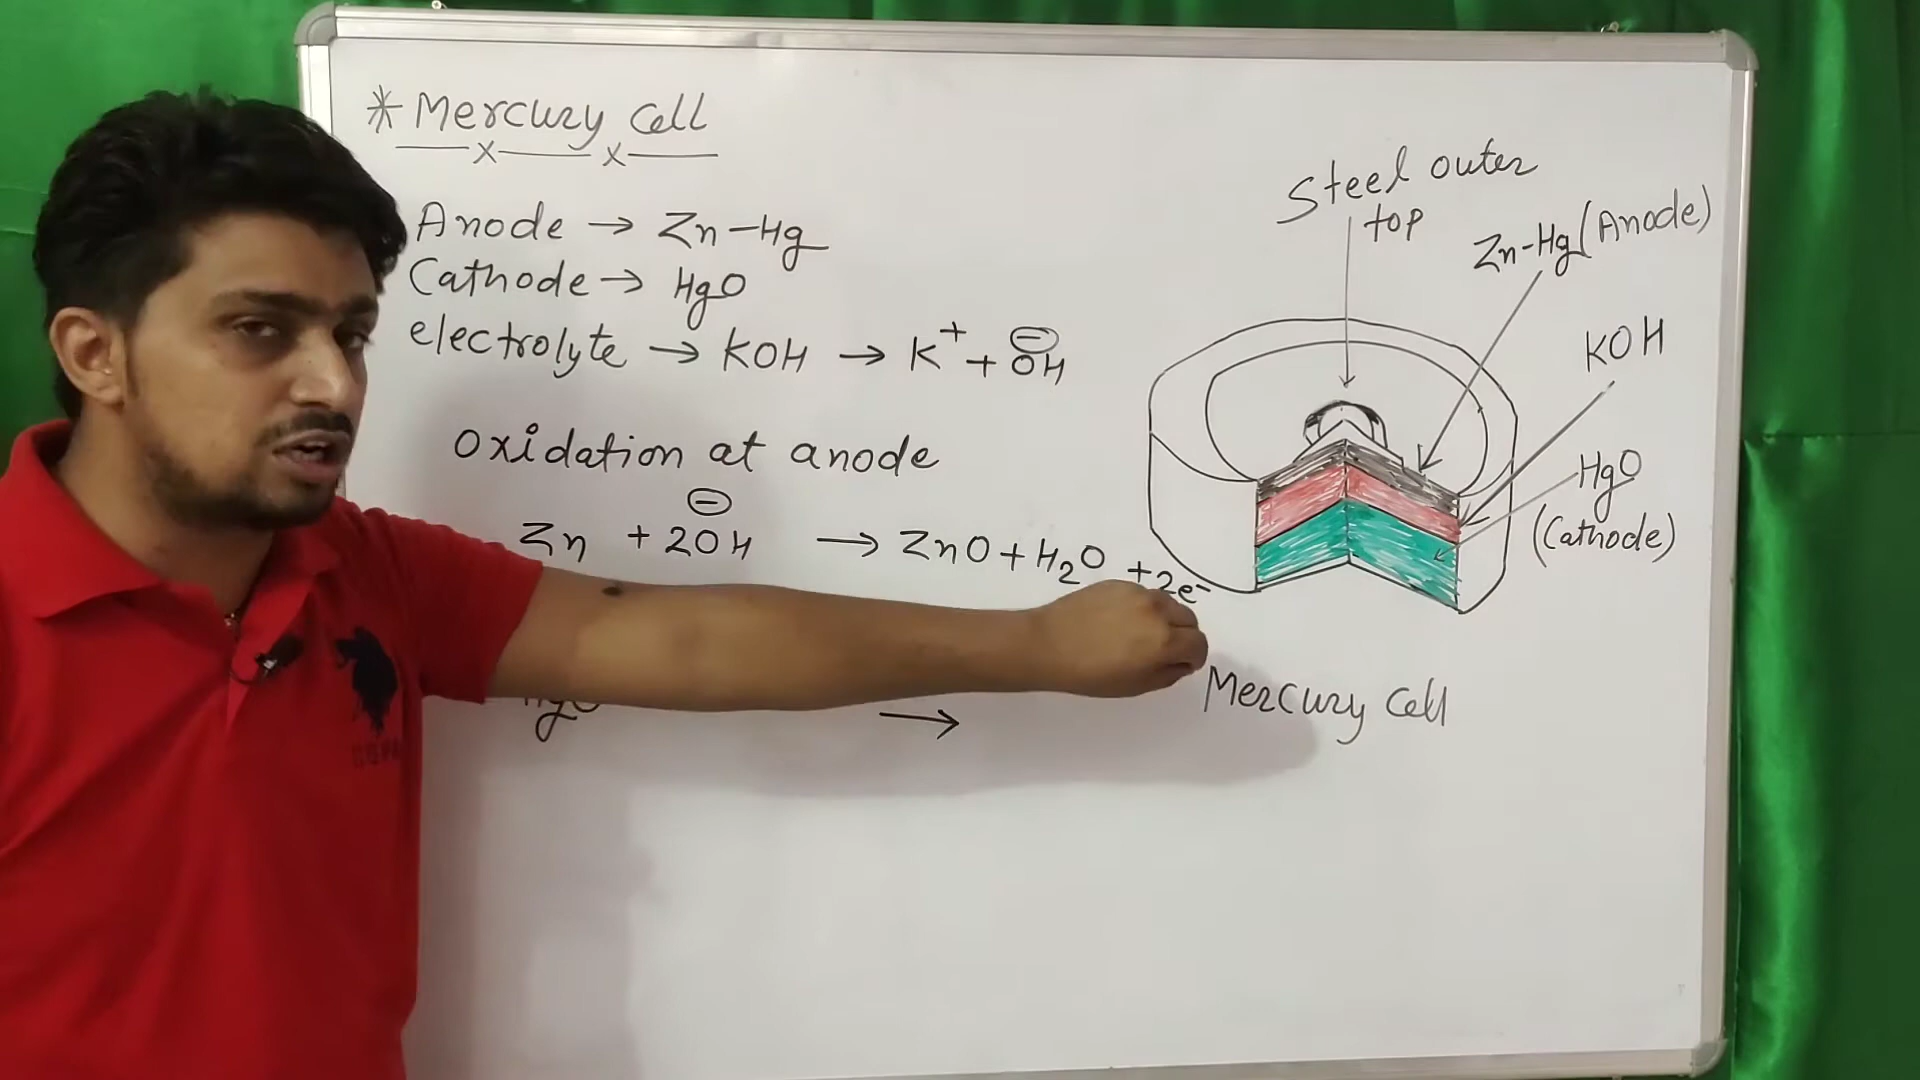 * Mercury Cell
Anode → Zn-Hg
Cathode → HgO
electrolyte → KOH → K⁺ + OH⊖
Oxidation at anode
Zn + 2OH⊖ → ZnO + H₂O + 2e⁻
HgO →
Steel outer
top
Zn-Hg (Anode)
KOH
HgO
(Cathode)
Mercury Cell